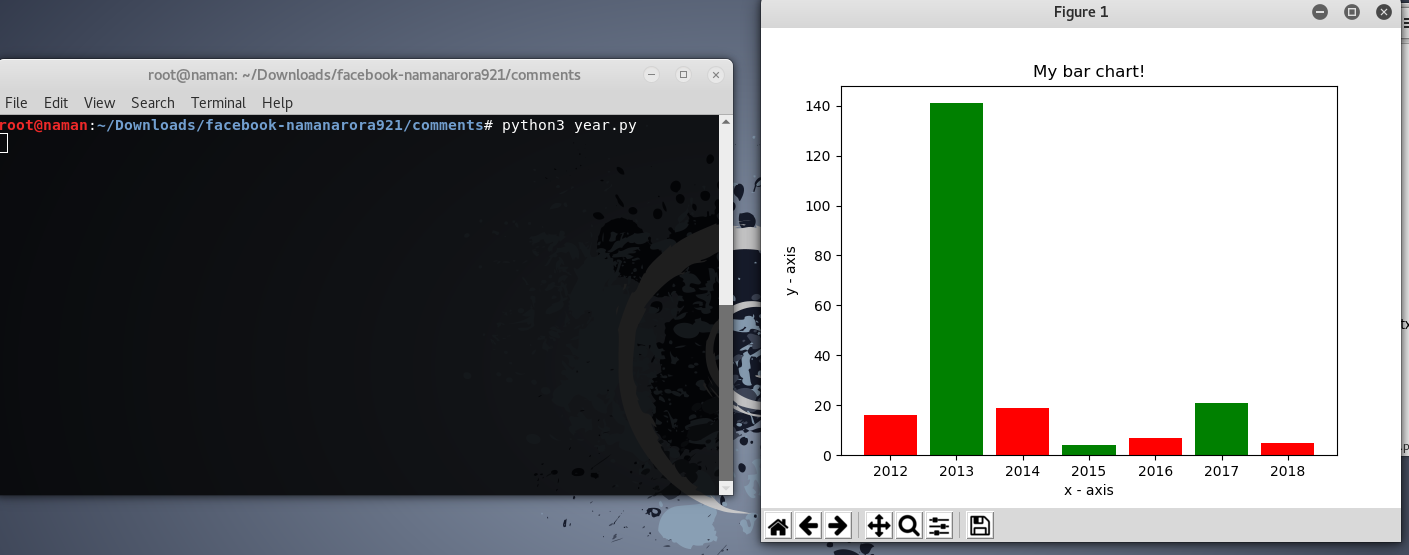 root@naman: ~/Downloads/facebook-namanarora921/comments
File Edit View Search Terminal Help
root@naman:~/Downloads/facebook-namanarora921/comments# python3 year.py
Figure 1
My bar chart!
140
120
100
80
60
40
20
0
y - axis
2012 2013 2014 2015 2016 2017 2018
x - axis